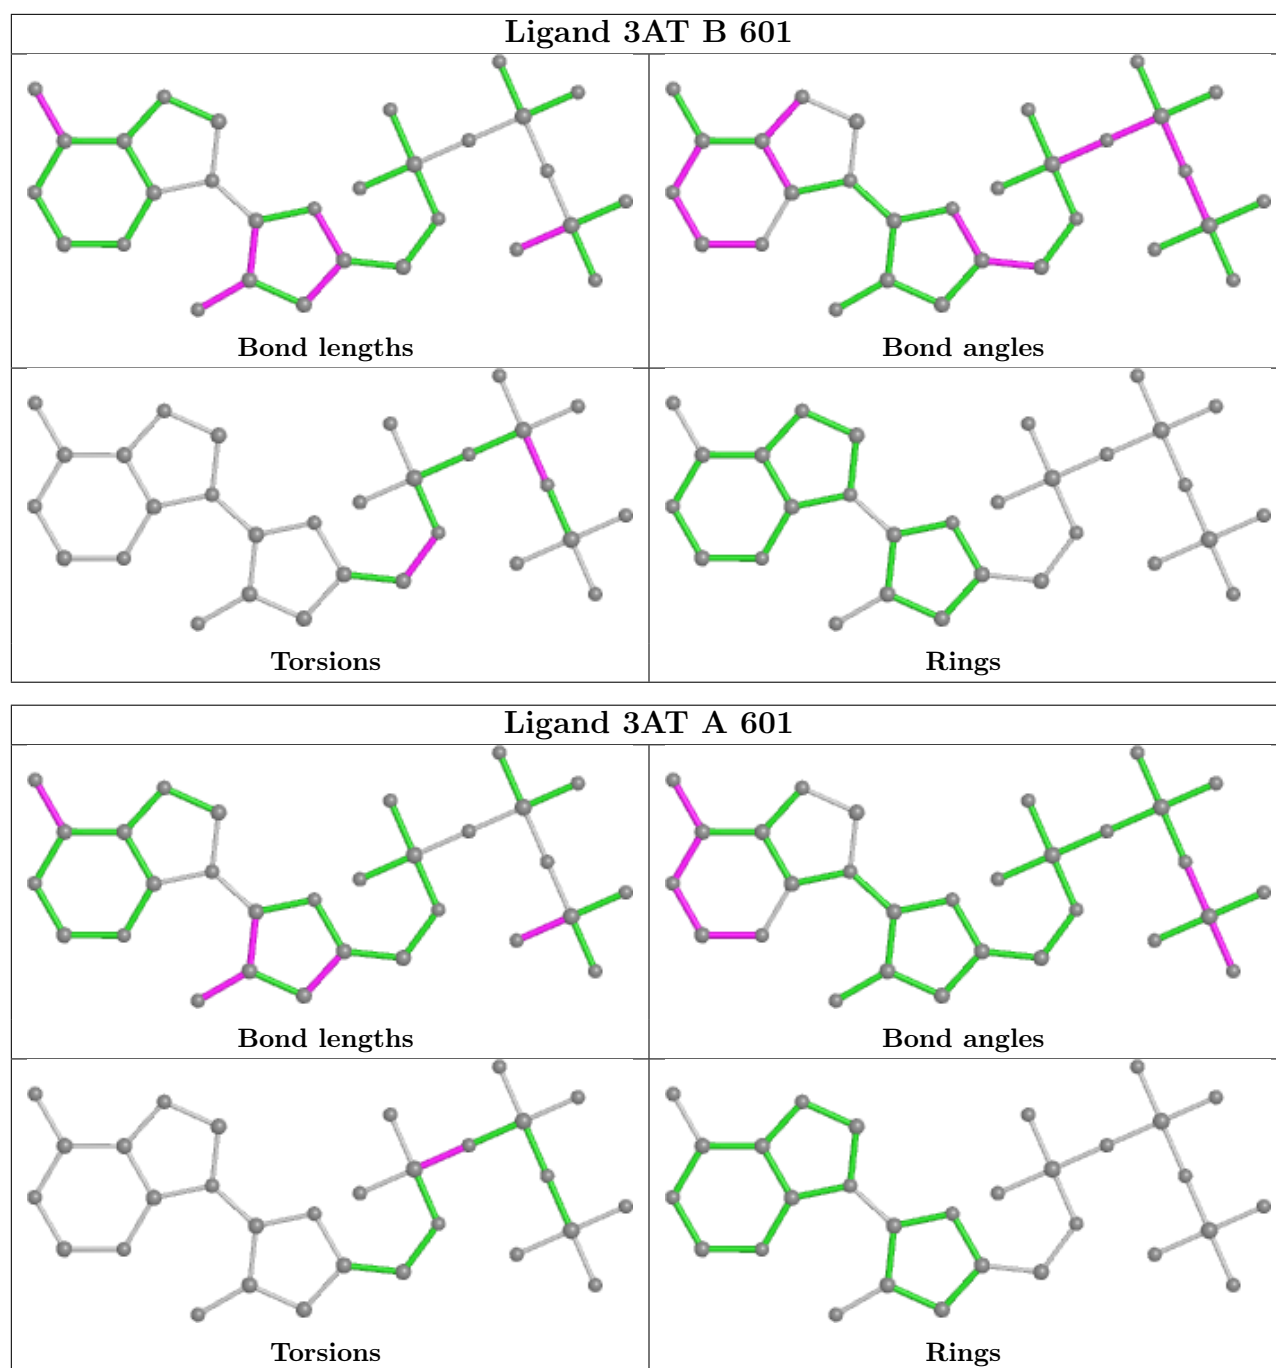 Ligand 3AT B 601
Bond lengths
Bond angles
Torsions
Rings
Ligand 3AT A 601
Bond lengths
Bond angles
Torsions
Rings